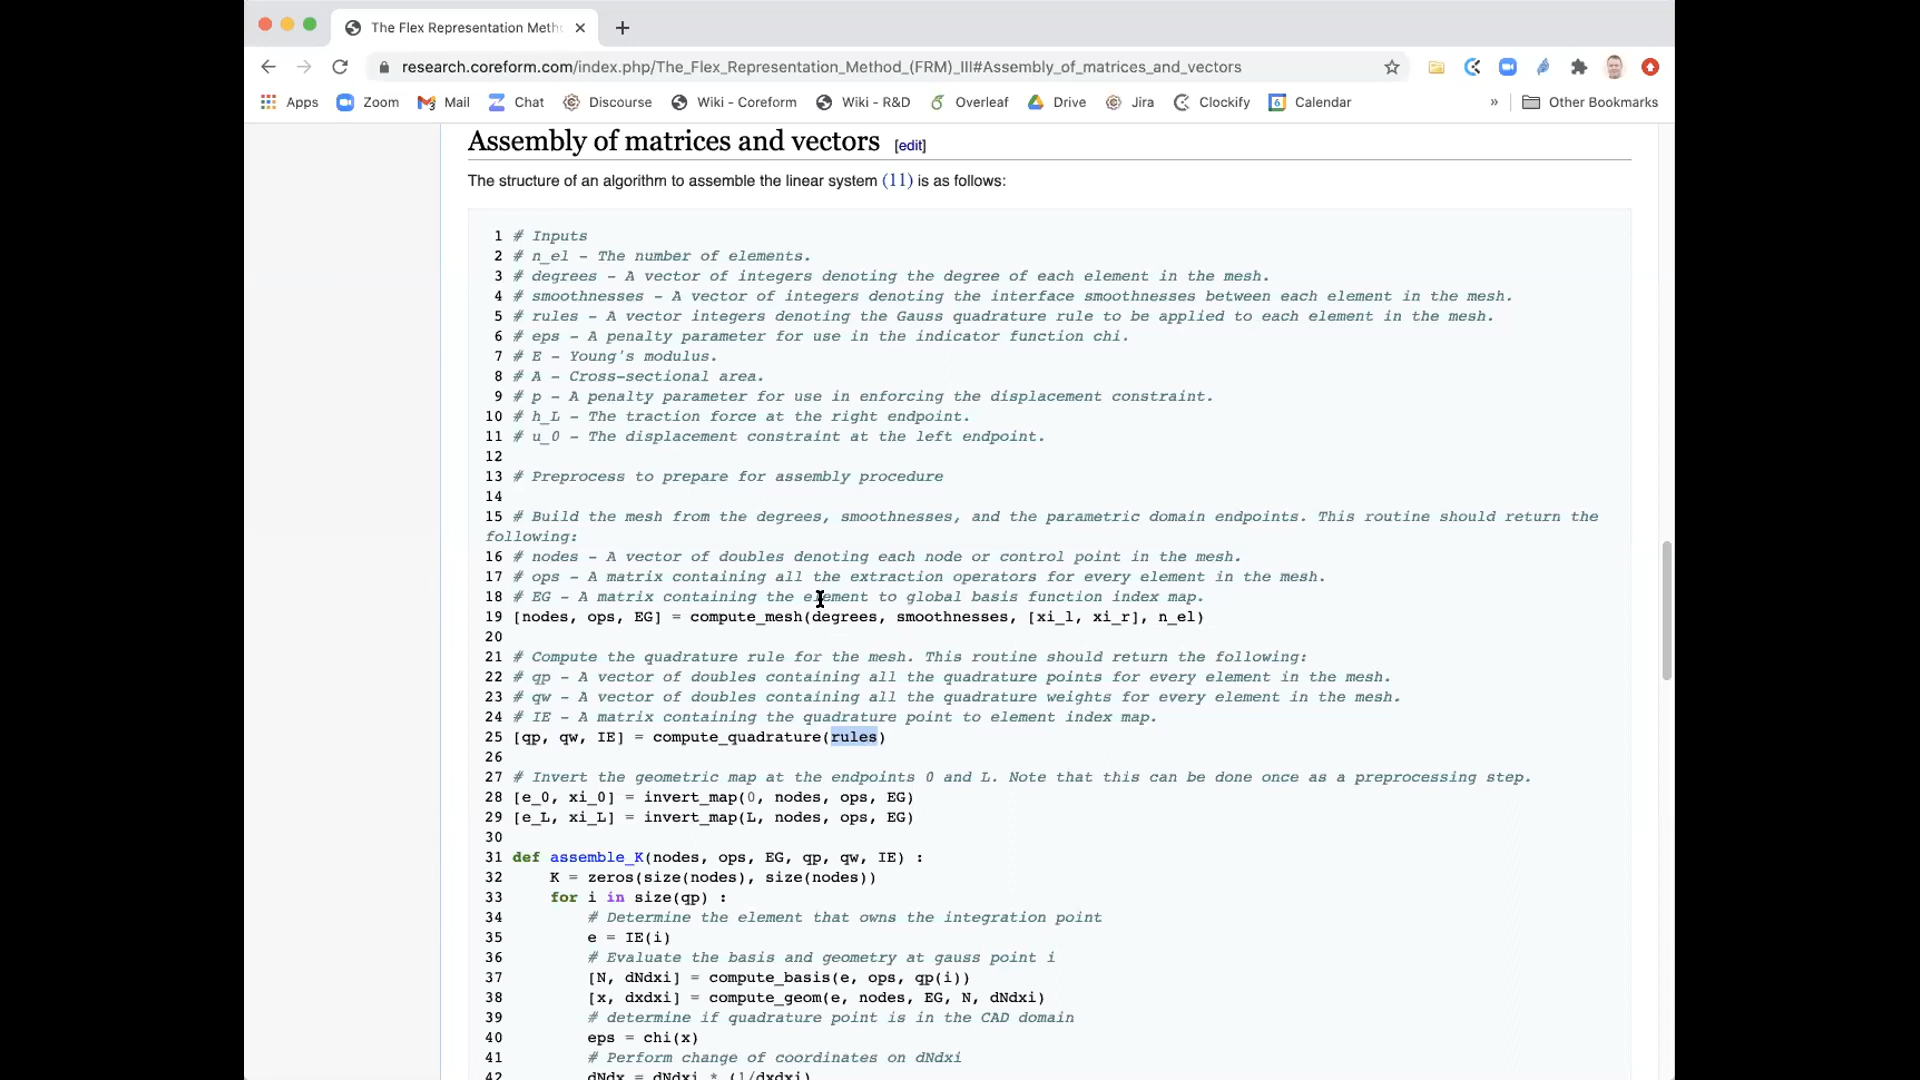 The Flex Representation Meth
research.coreform.com/index.php/The_Flex_Representation_Method_(FRM)_III#Assembly_of_matrices_and_vectors
Apps Zoom Mail Chat Discourse Wiki - Coreform Wiki - R&D Overleaf Drive Jira Clockify 6 Calendar » Other Bookmarks
Assembly of matrices and vectors [edit]
The structure of an algorithm to assemble the linear system (11) is as follows:
1 # Inputs
2 # n_el - The number of elements.
3 # degrees - A vector of integers denoting the degree of each element in the mesh.
4 # smoothnesses - A vector of integers denoting the interface smoothnesses between each element in the mesh.
5 # rules - A vector integers denoting the Gauss quadrature rule to be applied to each element in the mesh.
6 # eps - A penalty parameter for use in the indicator function chi.
7 # E - Young's modulus.
8 # A - Cross-sectional area.
9 # p - A penalty parameter for use in enforcing the displacement constraint.
10 # h_L - The traction force at the right endpoint.
11 # u_0 - The displacement constraint at the left endpoint.
12
13 # Preprocess to prepare for assembly procedure
14
15 # Build the mesh from the degrees, smoothnesses, and the parametric domain endpoints. This routine should return the
following:
16 # nodes - A vector of doubles denoting each node or control point in the mesh.
17 # ops - A matrix containing all the extraction operators for every element in the mesh.
18 # EG - A matrix containing the element to global basis function index map.
19 [nodes, ops, EG] = compute_mesh(degrees, smoothnesses, [xi_l, xi_r], n_el)
20
21 # Compute the quadrature rule for the mesh. This routine should return the following:
22 # qp - A vector of doubles containing all the quadrature points for every element in the mesh.
23 # qw - A vector of doubles containing all the quadrature weights for every element in the mesh.
24 # IE - A matrix containing the quadrature point to element index map.
25 [qp, qw, IE] = compute_quadrature(rules)
26
27 # Invert the geometric map at the endpoints 0 and L. Note that this can be done once as a preprocessing step.
28 [e_0, xi_0] = invert_map(0, nodes, ops, EG)
29 [e_L, xi_L] = invert_map(L, nodes, ops, EG)
30
31 def assemble_K(nodes, ops, EG, qp, qw, IE) :
32 K = zeros(size(nodes), size(nodes))
33 for i in size(qp) :
34 # Determine the element that owns the integration point
35 e = IE(i)
36 # Evaluate the basis and geometry at gauss point i
37 [N, dNdxi] = compute_basis(e, ops, qp(i))
38 [x, dxdxi] = compute_geom(e, nodes, EG, N, dNdxi)
39 # determine if quadrature point is in the CAD domain
40 eps = chi(x)
41 # Perform change of coordinates on dNdxi
42 dNdx = dNdxi * (1/dxdxi)